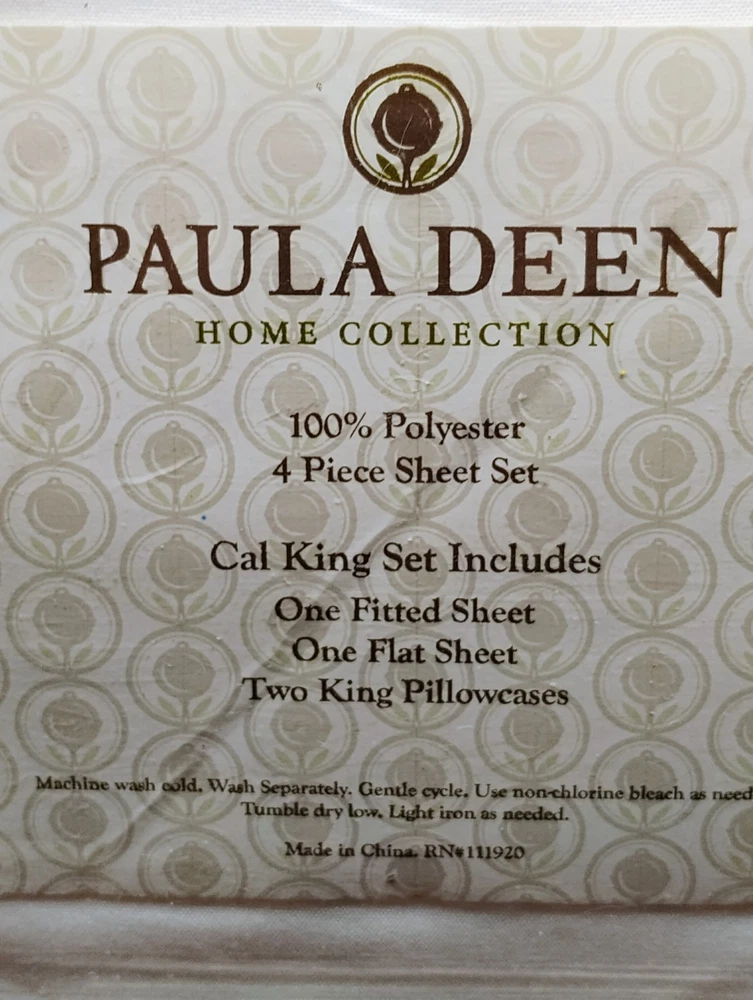 PAULA DEEN
HOME COLLECTION
100% Polyester
4 Piece Sheet Set
Cal King Set Includes
One Fitted Sheet
One Flat Sheet
Two King Pillowcases
Machine wash cold. Wash Separately. Gentle cycle. Use non-chlorine bleach as need
Tumble dry low. Light iron as needed.
Made in China. RN#111920